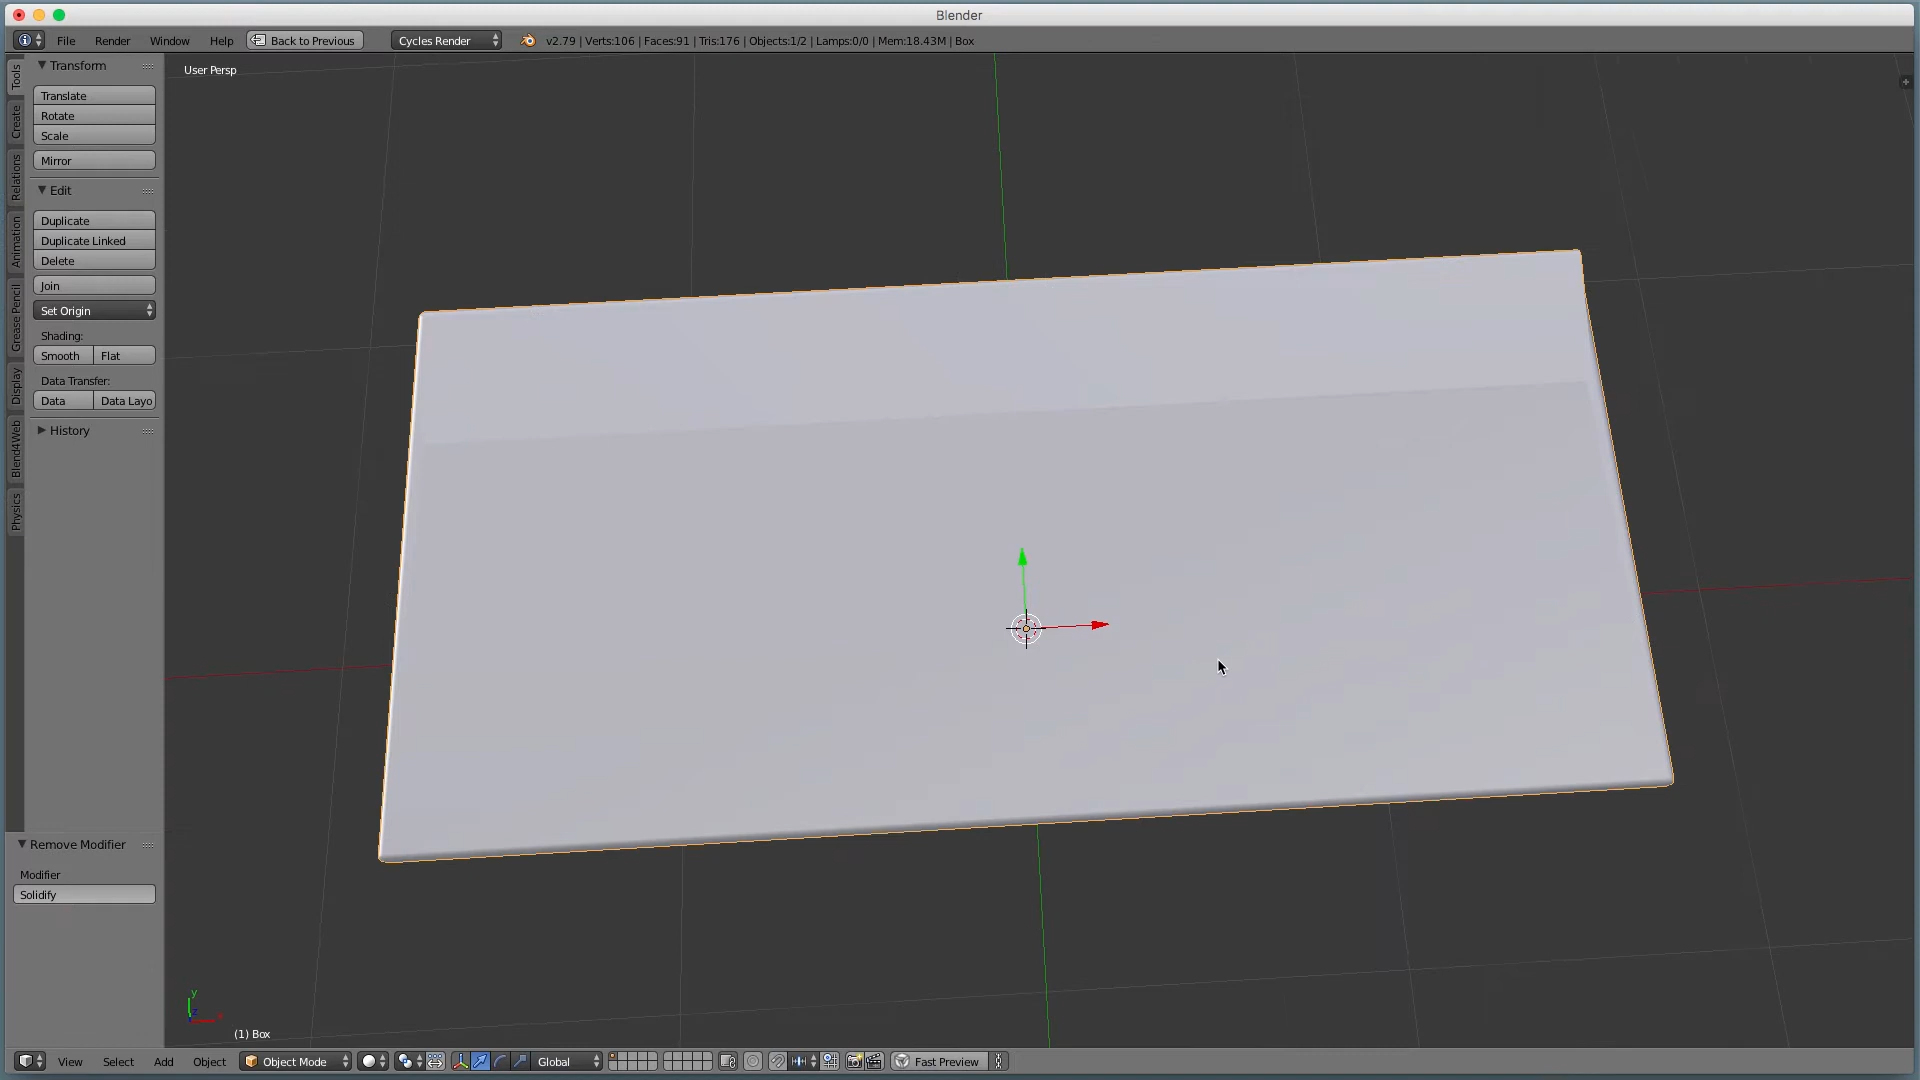 Blender
File Render Window Help Back to Previous Cycles Render v2.79 | Verts:106 | Faces:91 | Tris:176 | Objects:1/2 | Lamps:0/0 | Mem:18.43M | Box
Tools
Create
Relations
Animation
Grease Pencil
Display
Blend4Web
Physics
Transform
Translate
Rotate
Scale
Mirror
Edit
Duplicate
Duplicate Linked
Delete
Join
Set Origin
Shading:
Smooth Flat
Data Transfer:
Data Data Layo
History
Remove Modifier
Modifier
Solidify
User Persp
y
(1) Box
View Select Add Object Object Mode Global Fast Preview